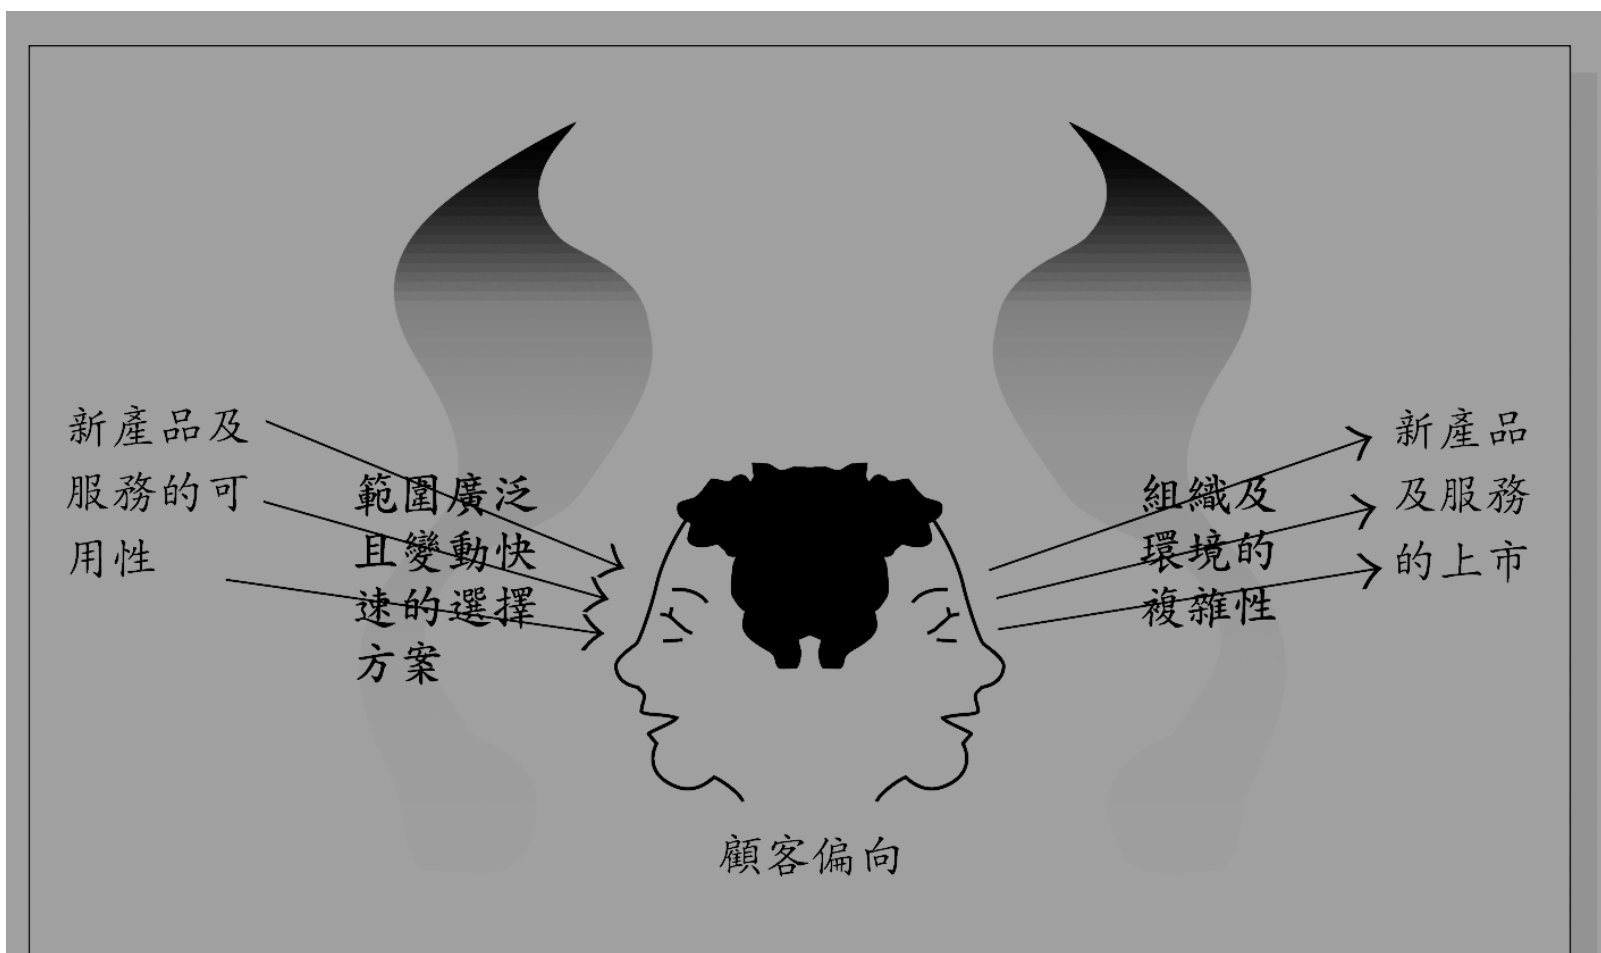 新產品及
服務的可
用性
範圍廣泛
且變動快
速的選擇
方案
組織及
環境的
複雜性
新產品
及服務
的上市
顧客偏向